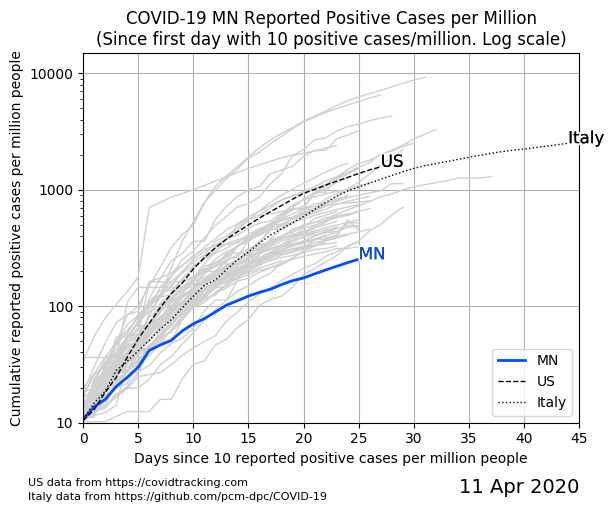 COVID-19 MN Reported Positive Cases per Million
(Since first day with 10 positive cases/million. Log scale)
Cumulative reported positive cases per million people
10000
1000
100
10
Italy
US
MN
MN
US
Italy
0 5 10 15 20 25 30 35 40 45
Days since 10 reported positive cases per million people
US data from https://covidtracking.com
Italy data from https://github.com/pcm-dpc/COVID-19
11 Apr 2020